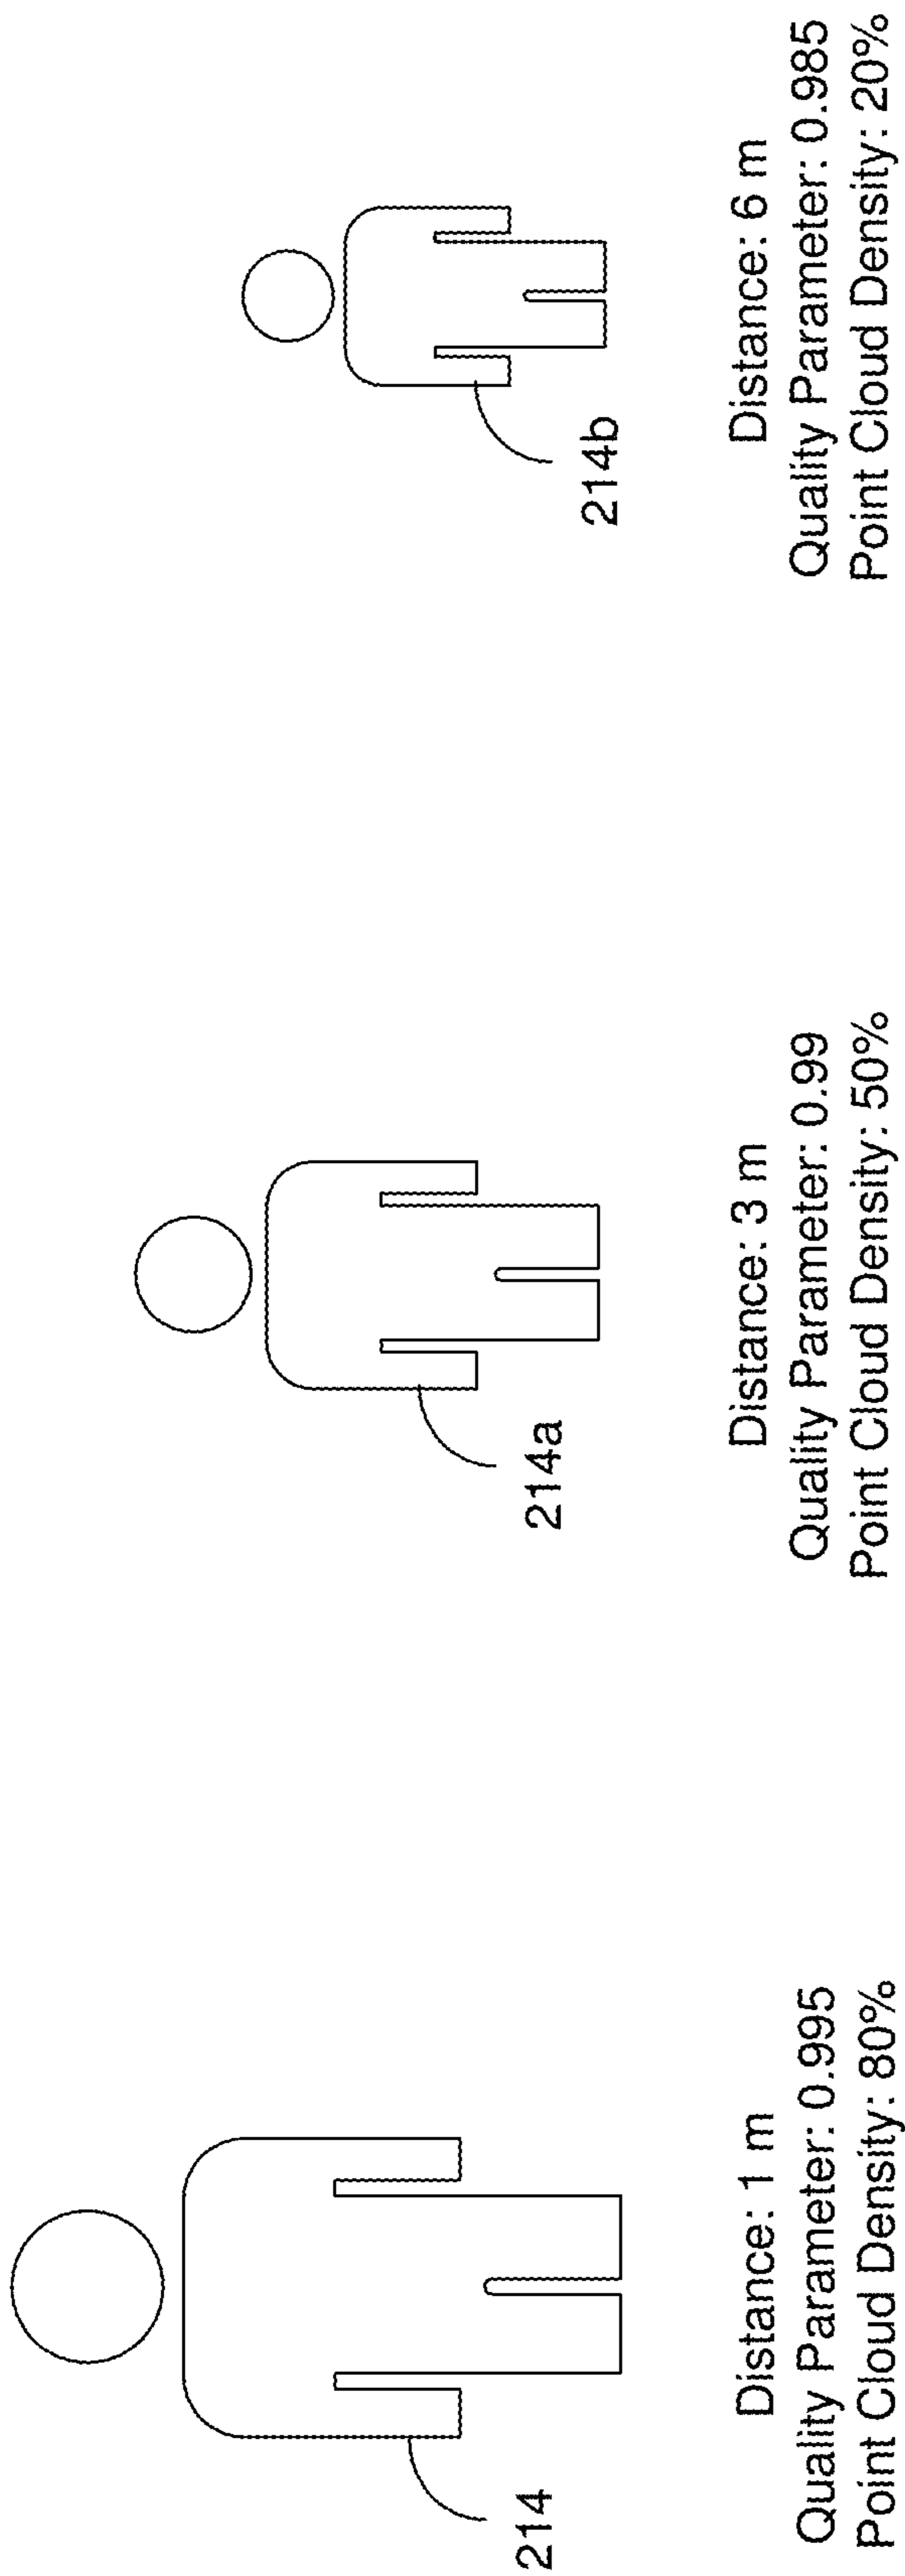 214
Distance: 1 m
Quality Parameter: 0.995
Point Cloud Density: 80%
214a
Distance: 3 m
Quality Parameter: 0.99
Point Cloud Density: 50%
214b
Distance: 6 m
Quality Parameter: 0.985
Point Cloud Density: 20%